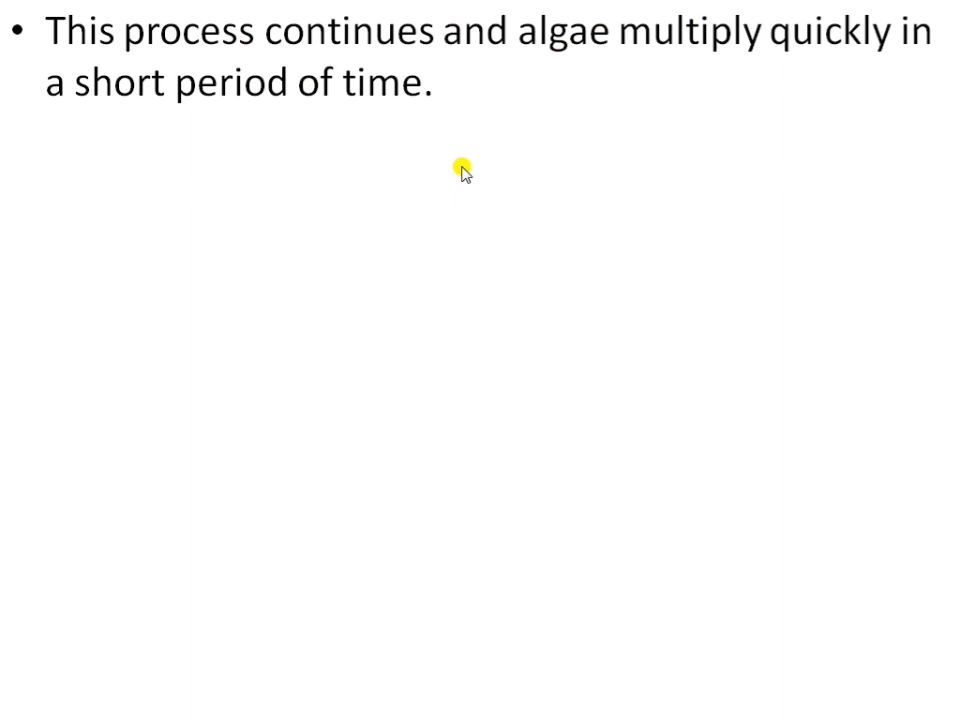 • This process continues and algae multiply quickly in
a short period of time.